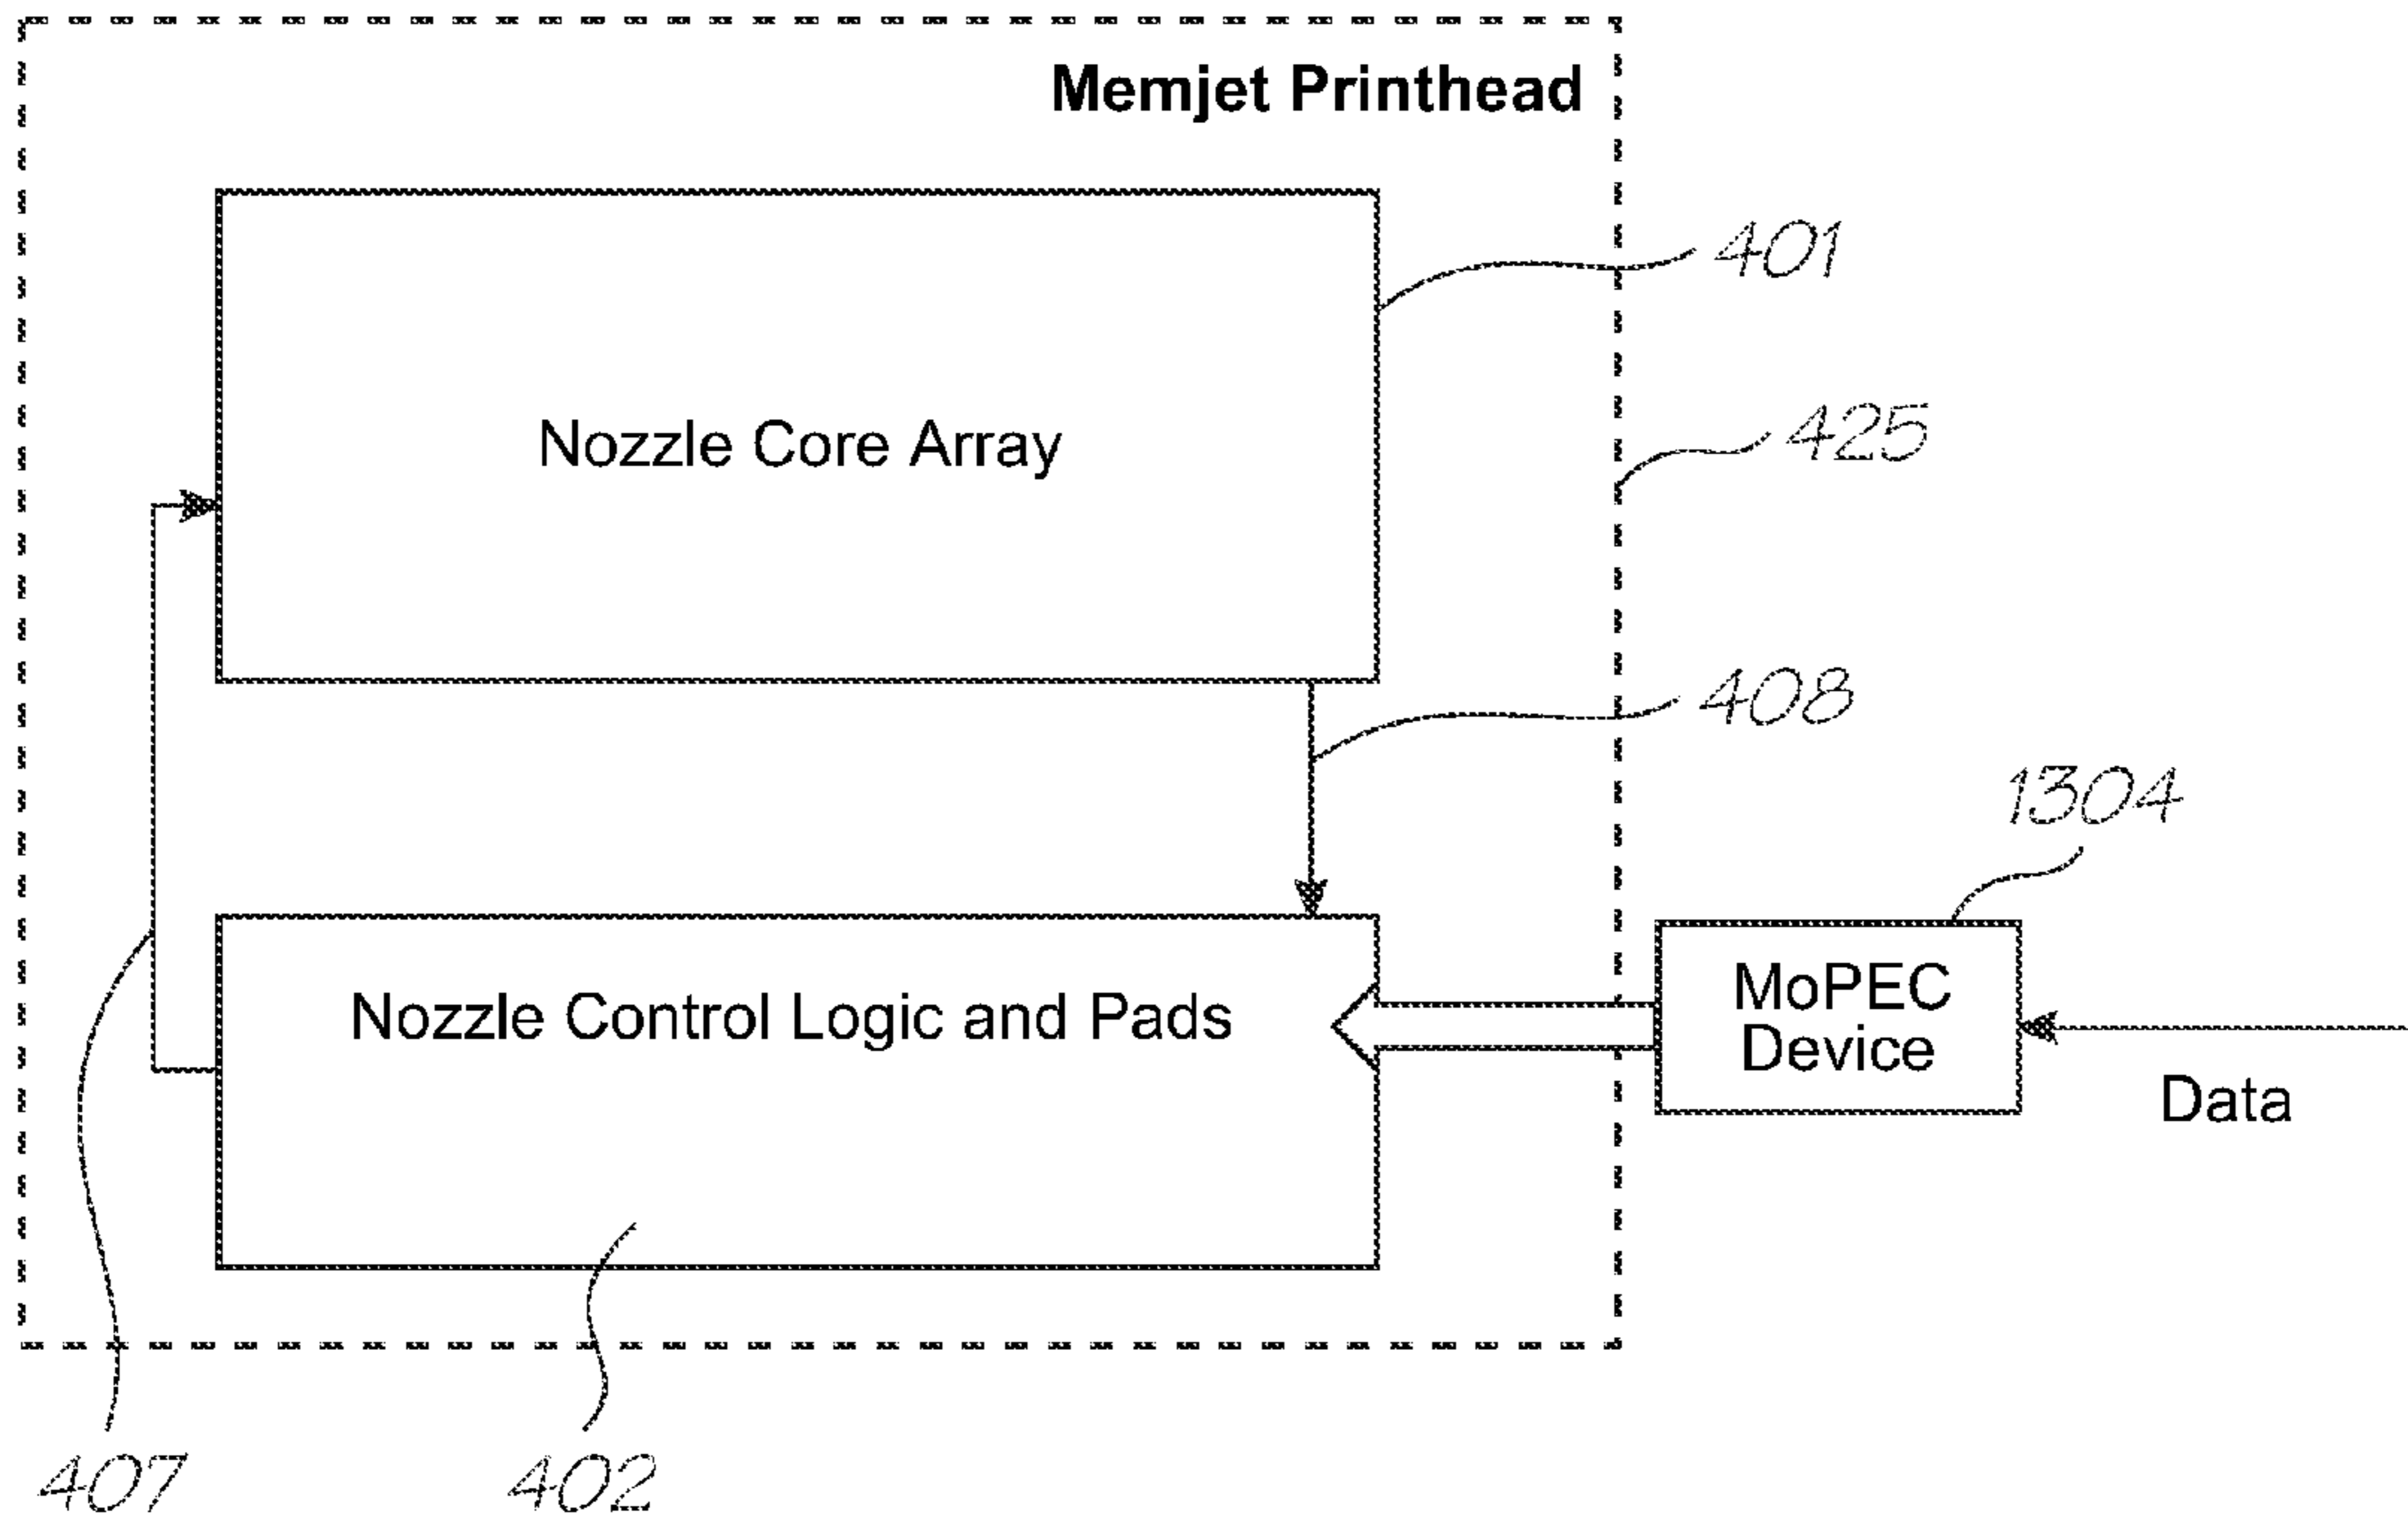 Memjet Printhead
401
Nozzle Core Array
425
408
1304
Nozzle Control Logic and Pads
MoPEC
Device
Data
407
402